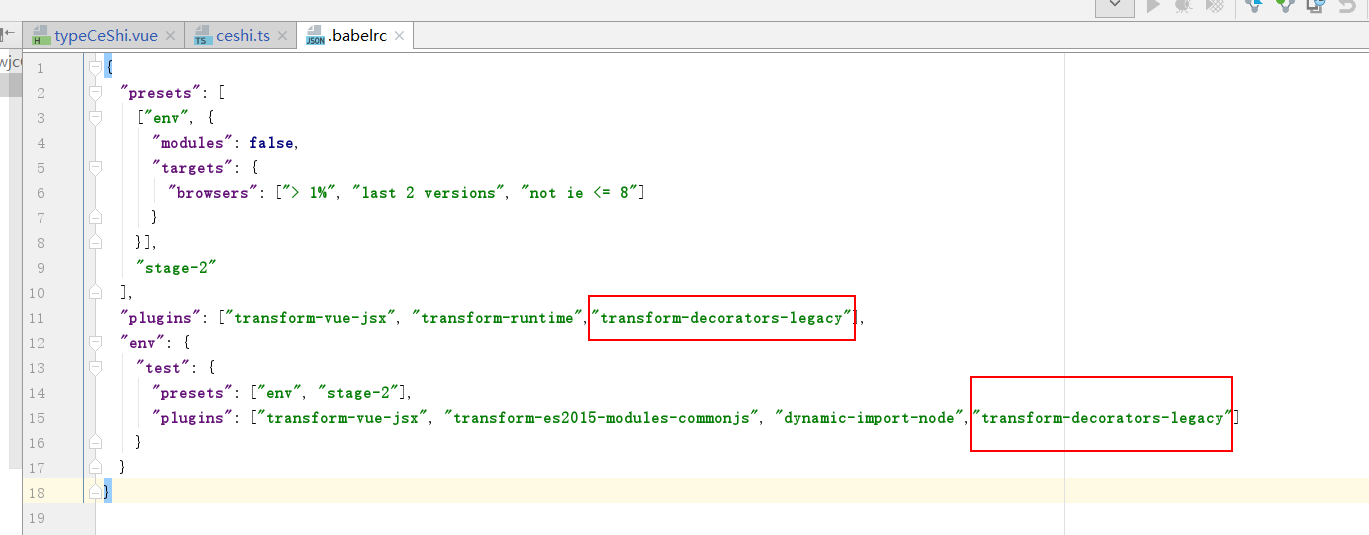 typeCeShi.vue ceshi.ts .babelrc
1 {
2 "presets": [
3 ["env", {
4 "modules": false,
5 "targets": {
6 "browsers": ["> 1%", "last 2 versions", "not ie <= 8"]
7 }
8 }],
9 "stage-2"
10 ],
11 "plugins": ["transform-vue-jsx", "transform-runtime","transform-decorators-legacy"],
12 "env": {
13 "test": {
14 "presets": ["env", "stage-2"],
15 "plugins": ["transform-vue-jsx", "transform-es2015-modules-commonjs", "dynamic-import-node","transform-decorators-legacy"]
16 }
17 }
18 }
19